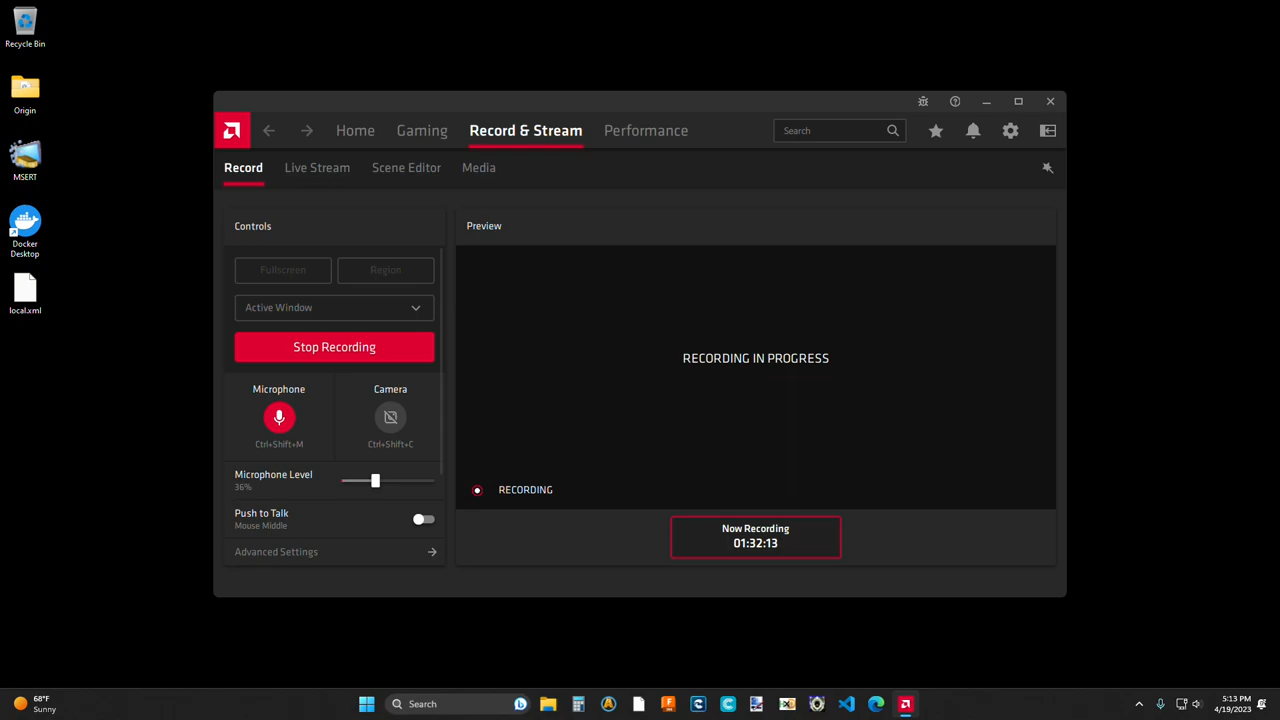 Recycle Bin
Origin
MSERT
Docker
Desktop
local.xml
Home
Gaming
Record & Stream
Performance
Search
Record
Live Stream
Scene Editor
Media
Controls
Fullscreen
Region
Active Window
Stop Recording
Microphone
Camera
Ctrl+Shift+M
Ctrl+Shift+C
Microphone Level
36%
Push to Talk
Mouse Middle
Advanced Settings
Preview
RECORDING IN PROGRESS
RECORDING
Now Recording
01:32:13
68°F
Sunny
Search
5:13 PM
4/19/2023